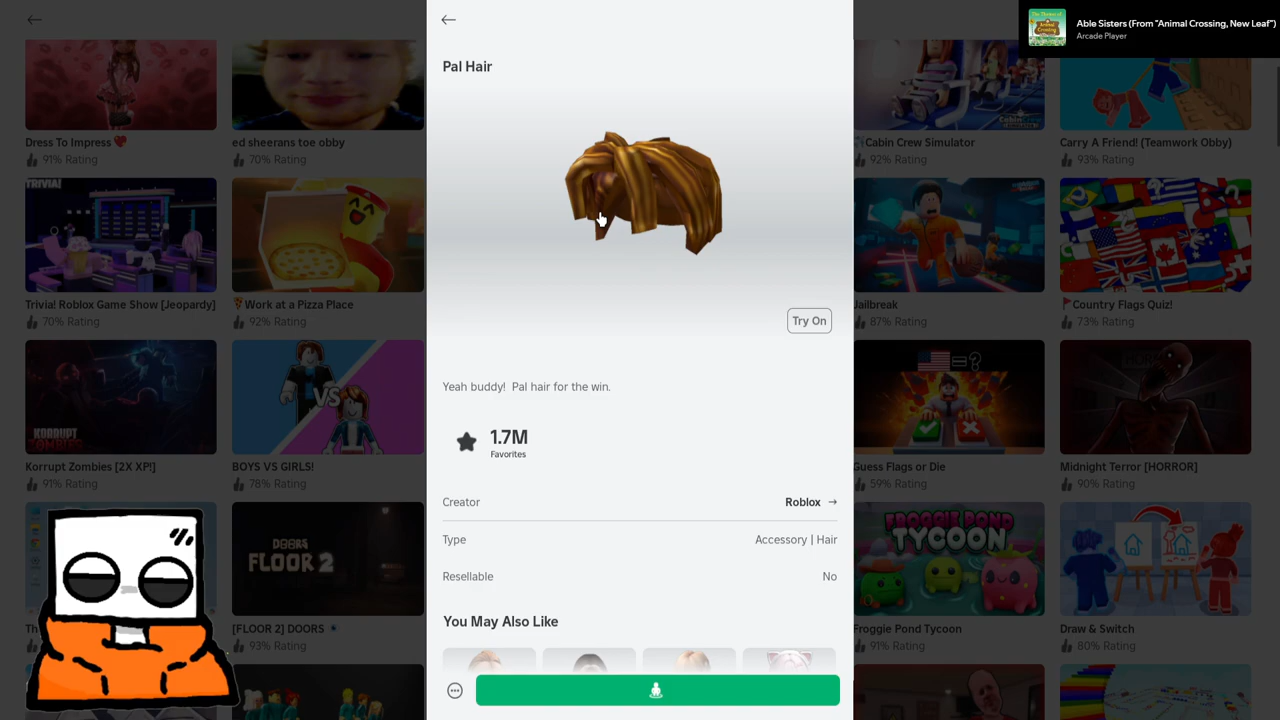 Able Sisters (From "Animal Crossing, New Leaf")
Arcade Player
Pal Hair
Try On
Yeah buddy! Pal hair for the win.
1.7M
Favorites
Creator
Roblox
Type
Accessory | Hair
Resellable
No
You May Also Like
Dress To Impress
91% Rating
ed sheerans toe obby
70% Rating
Cabin Crew Simulator
92% Rating
Carry A Friend! (Teamwork Obby)
93% Rating
TRIVIA!
Trivia! Roblox Game Show [Jeopardy]
70% Rating
Work at a Pizza Place
92% Rating
Jailbreak
87% Rating
Country Flags Quiz!
73% Rating
KORRUPT
ZOMBIES
VS
Korrupt Zombies [2X XP!]
91% Rating
BOYS VS GIRLS!
78% Rating
Guess Flags or Die
59% Rating
Midnight Terror [HORROR]
90% Rating
DOORS
FLOOR 2
FROGGIE POND
TYCOON
Th
[FLOOR 2] DOORS
93% Rating
Froggie Pond Tycoon
91% Rating
Draw & Switch
80% Rating